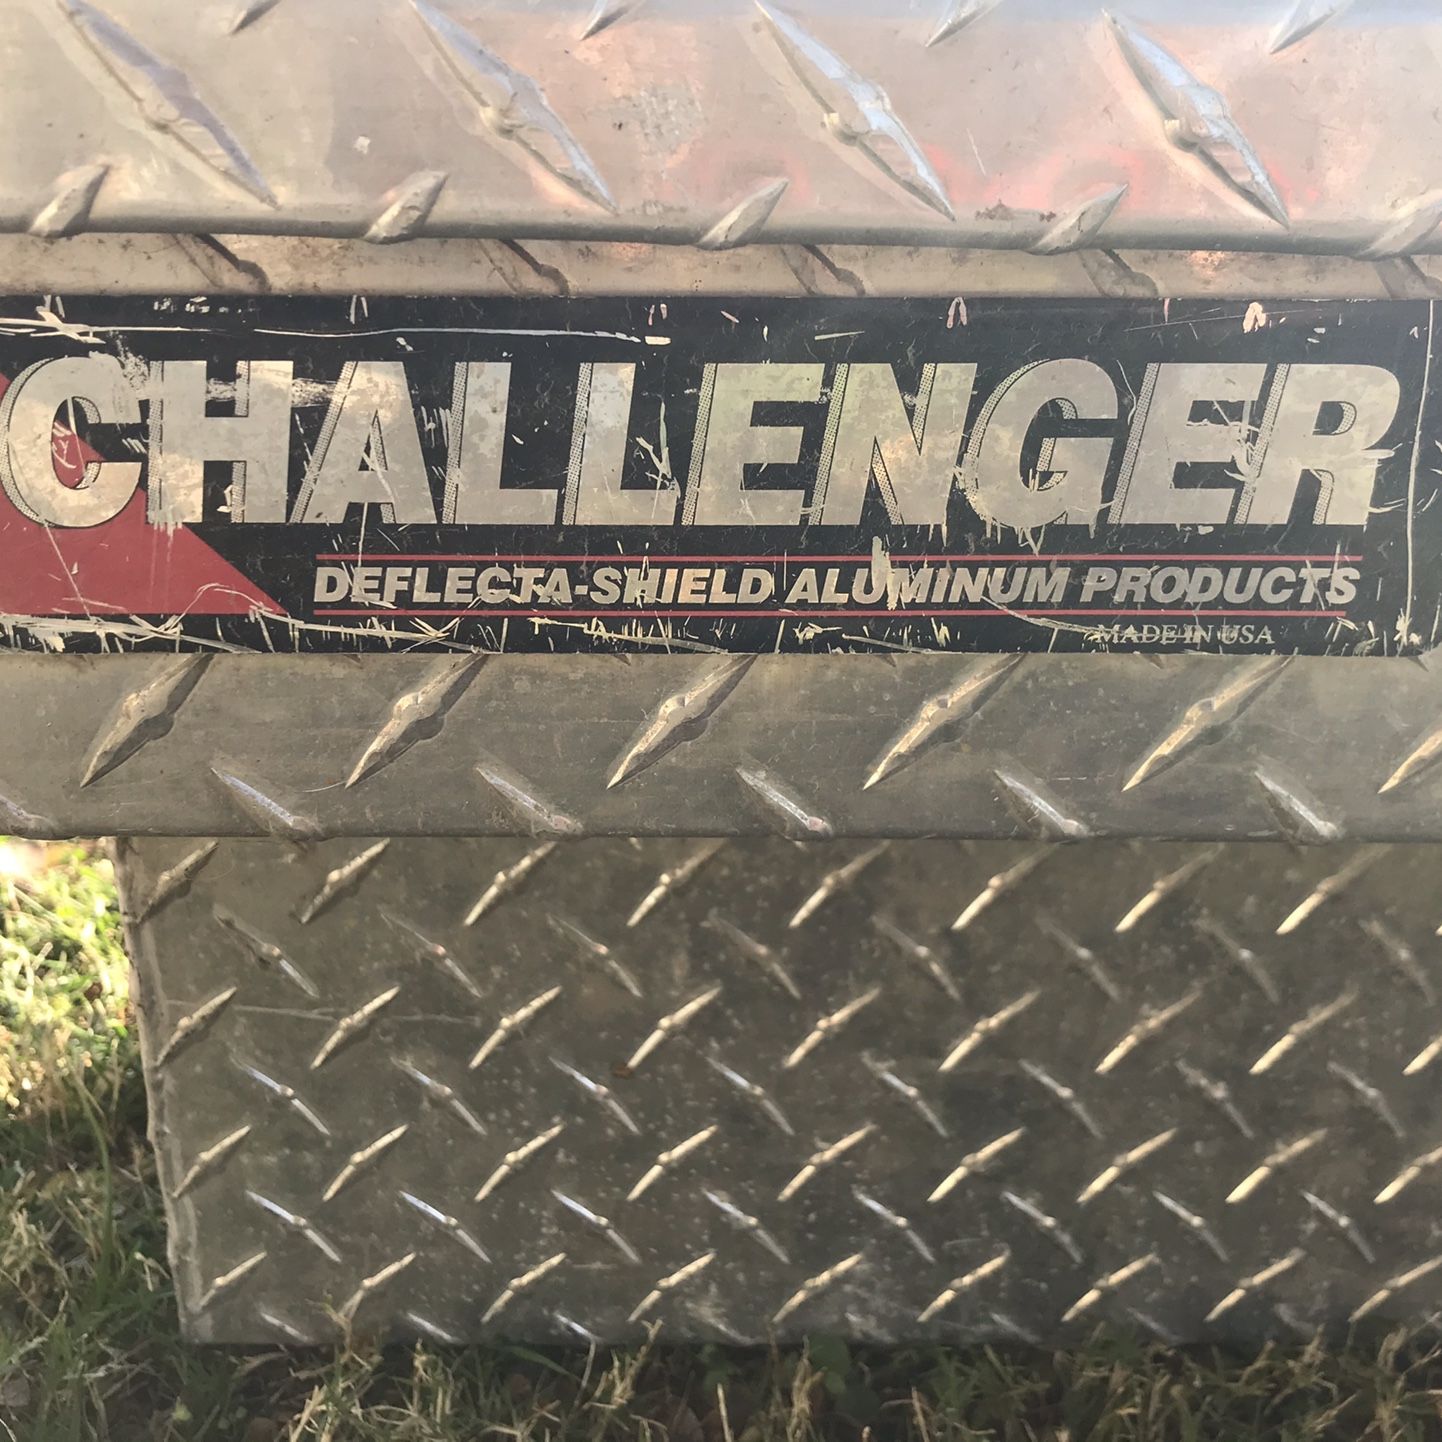 CHALLENGER
DEFLECTA-SHIELD ALUMINUM PRODUCTS
MADE IN USA